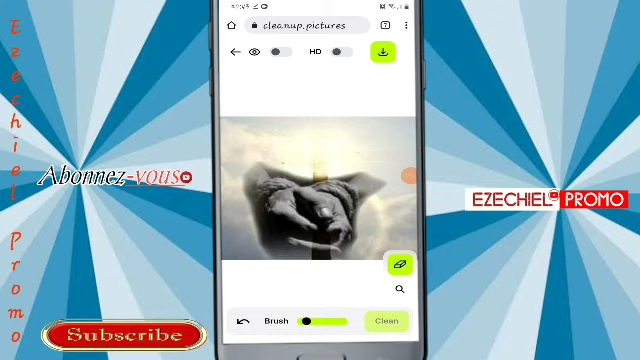 Ezechiel Promo
cleanup.pictures
HD
Abonnez-vous
EZECHIEL PROMO
Brush
Clean
Subscribe